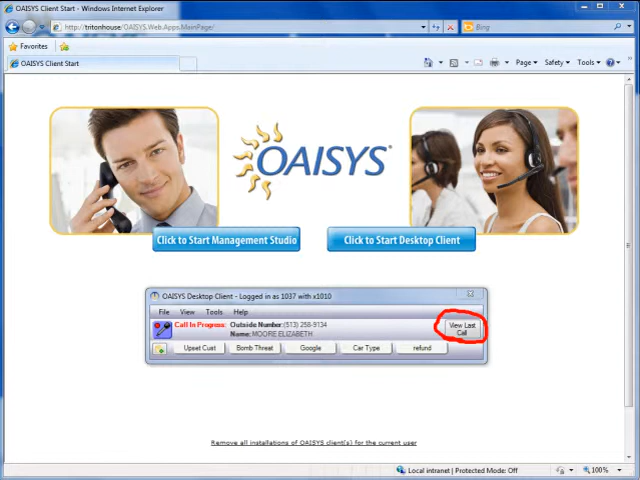 OAISYS Client Start - Windows Internet Explorer
http://tritonhouse/OAISYS.Web.Apps.MainPage/
Bing
Favorites
OAISYS Client Start
Page
Safety
Tools
OAISYS
Click to Start Management Studio
Click to Start Desktop Client
OAISYS Desktop Client - Logged in as 1037 with x1010
File View Tools Help
Call In Progress: Outside Number: (513) 258-9134
Name: MOORE ELIZABETH
View Last
Call
Upset Cust Bomb Threat Google Car Type refund
Remove all installations of OAISYS client(s) for the current user
Local intranet | Protected Mode: Off
100%